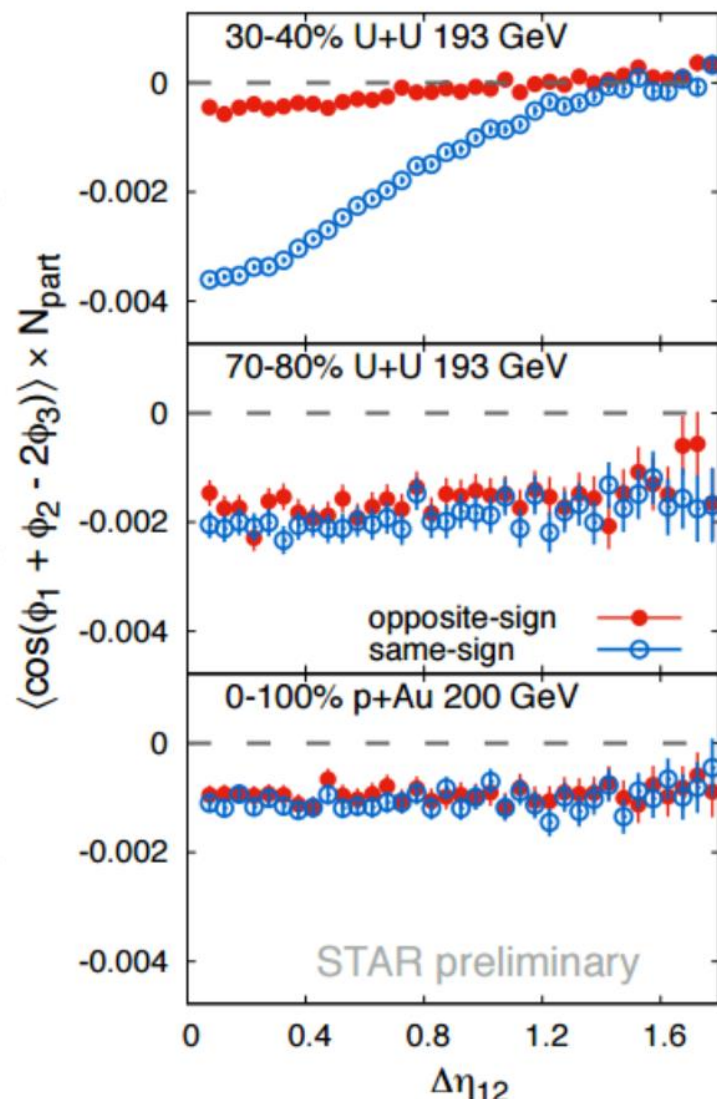 30-40% U+U 193 GeV
0
-0.002
-0.004
70-80% U+U 193 GeV
0
-0.002
opposite-sign
same-sign
-0.004
0-100% p+Au 200 GeV
0
-0.002
-0.004
STAR preliminary
0 0.4 0.8 1.2 1.6
Δη₁₂
⟨cos(ϕ₁ + ϕ₂ - 2ϕ₃)⟩ × Nₚₐᵣₜ